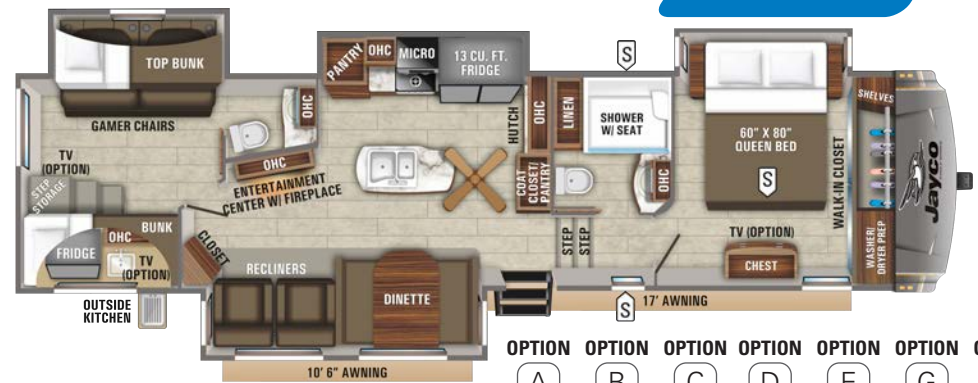 TOP BUNK
GAMER CHAIRS
TV
(OPTION)
STEP
STORAGE
BUNK
OHC
FRIDGE
TV
(OPTION)
OUTSIDE
KITCHEN
CLOSET
OHC
OHC
ENTERTAINMENT
CENTER W/ FIREPLACE
PANTRY
OHC
MICRO
13 CU. FT.
FRIDGE
HUTCH
OHC
LINEN
SHOWER
W/ SEAT
S
COAT
CLOSET/
PANTRY
OHC
STEP
STEP
60" X 80"
QUEEN BED
S
SHELVES
WALK-IN CLOSET
WASHER/
DRYER PREP
Jayco
TV (OPTION)
CHEST
RECLINERS
DINETTE
S
17' AWNING
10' 6" AWNING
OPTION OPTION OPTION OPTION OPTION OPTION
A B C D